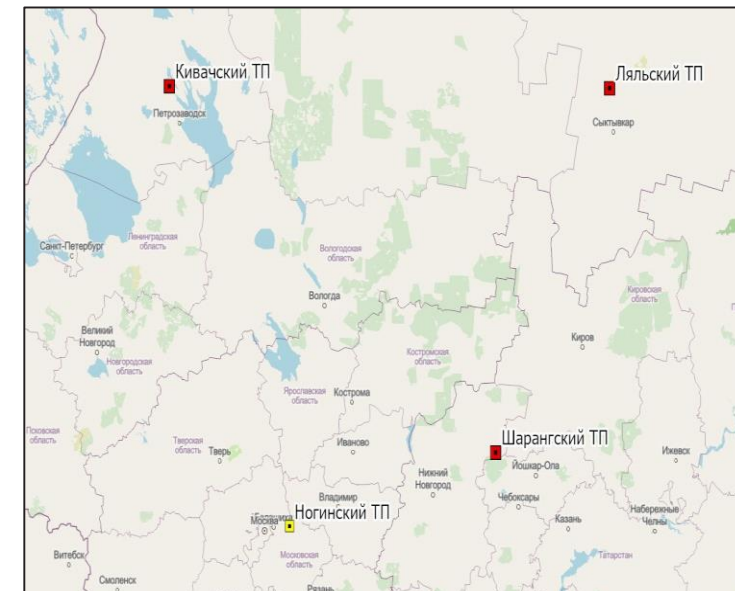 Кивачский ТП
Ляльский ТП
Петрозаводск
Сыктывкар
Санкт-Петербург
Ленинградская
область
Вологодская
область
Кировская
область
Вологда
Великий
Новгород
Киров
Новгородская
область
Костромская
область
Ярославская
область
Кострома
Псковская
область
Тверская
область
Тверь
Иваново
Шарангский ТП
Йошкар-Ола
Ижевск
Нижний
Новгород
Чебоксары
Владимир
Ногинский ТП
Москва
Казань
Набережные
Челны
Витебск
Московская
область
Татарстан
Смоленск
Рязань